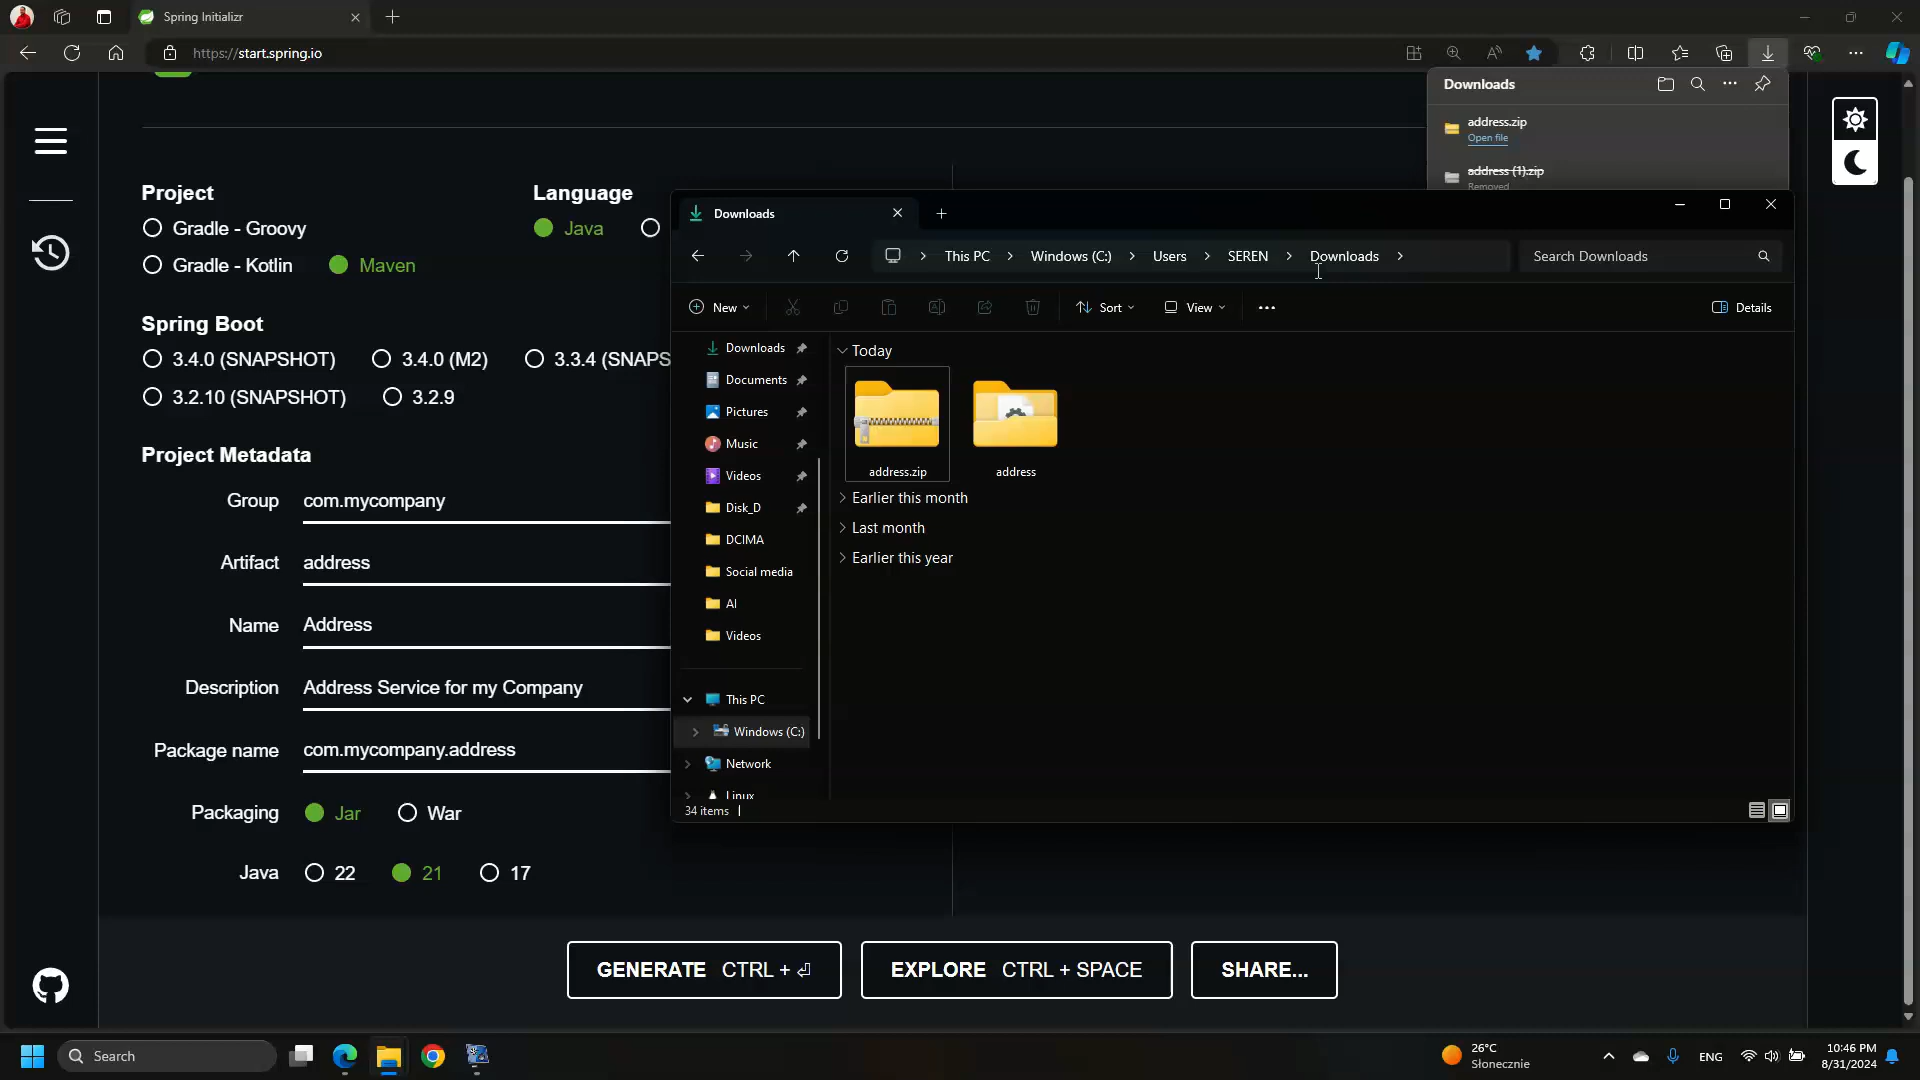 Spring Initializr
https://start.spring.io
Downloads
address.zip
Open file
address (1).zip
Removed
Project
Gradle - Groovy
Gradle - Kotlin
Maven
Language
Java
Spring Boot
3.4.0 (SNAPSHOT)
3.4.0 (M2)
3.3.4 (SNAPS
3.2.10 (SNAPSHOT)
3.2.9
Project Metadata
Group
com.mycompany
Artifact
address
Name
Address
Description
Address Service for my Company
Package name
com.mycompany.address
Packaging
Jar
War
Java
22
21
17
Downloads
This PC
Windows (C:)
Users
SEREN
Downloads
Search Downloads
New
Sort
View
Details
Downloads
Documents
Pictures
Music
Videos
Disk_D
DCIMA
Social media
AI
Videos
This PC
Windows (C:)
Network
Linux
Today
address.zip
address
Earlier this month
Last month
Earlier this year
34 items
GENERATE CTRL + ⏎
EXPLORE CTRL + SPACE
SHARE...
Search
26°C
Słonecznie
ENG
10:46 PM
8/31/2024